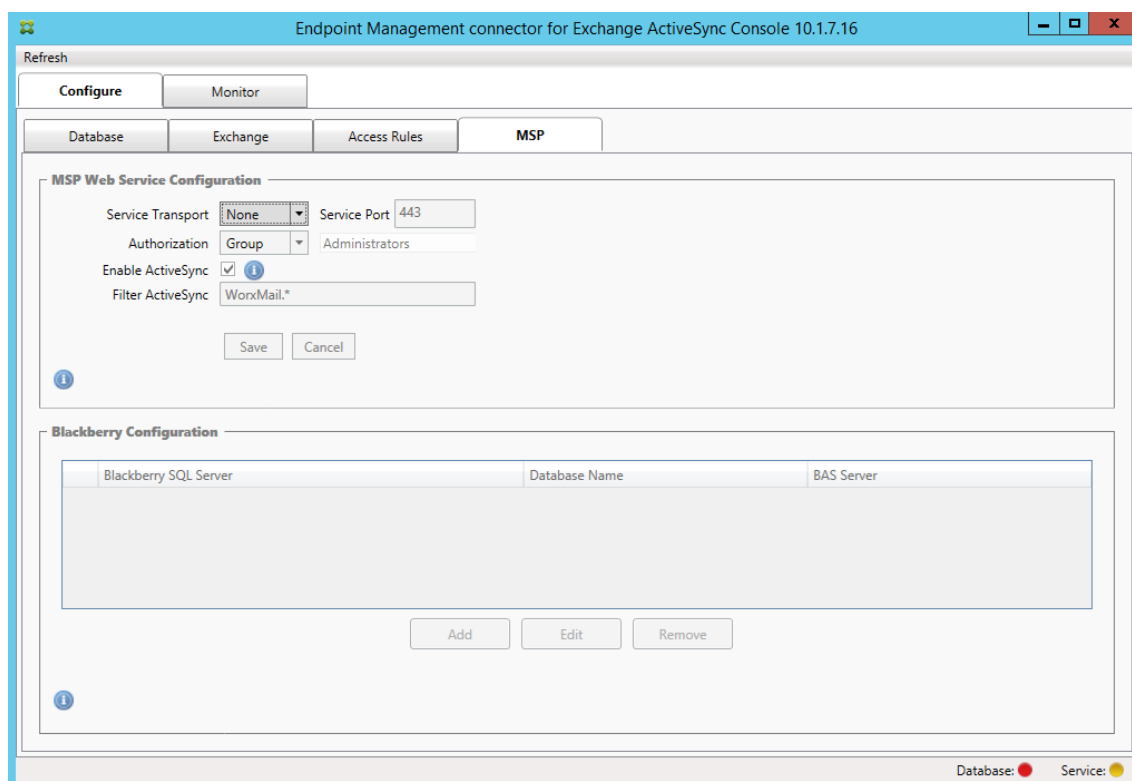 Endpoint Management connector for Exchange ActiveSync Console 10.1.7.16
Refresh
Configure Monitor
Database Exchange Access Rules MSP
MSP Web Service Configuration
Service Transport None Service Port 443
Authorization Group Administrators
Enable ActiveSync
Filter ActiveSync WorxMail.*
Save Cancel
Blackberry Configuration
Blackberry SQL Server Database Name BAS Server
Add Edit Remove
Database: Service: